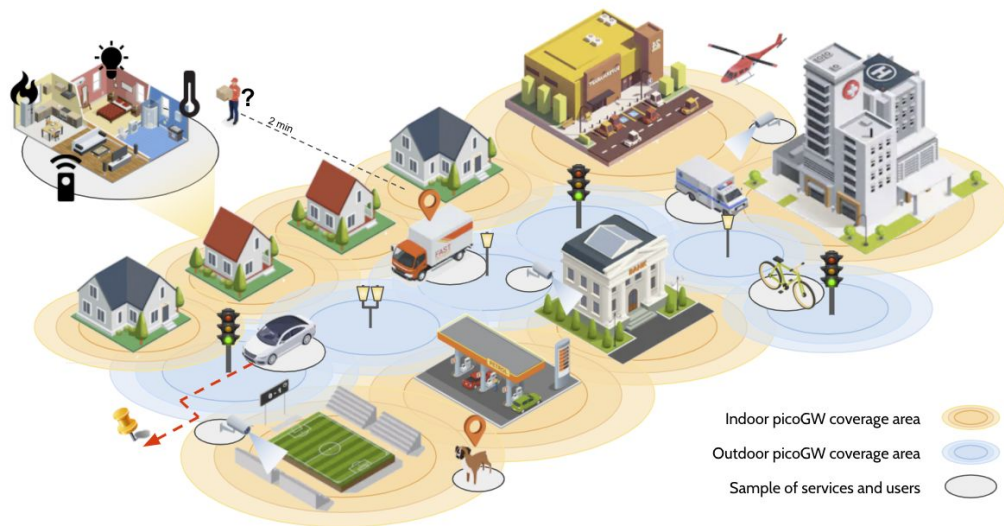 ?
2 min
H
FAST
BANK
Indoor picoGW coverage area
Outdoor picoGW coverage area
Sample of services and users